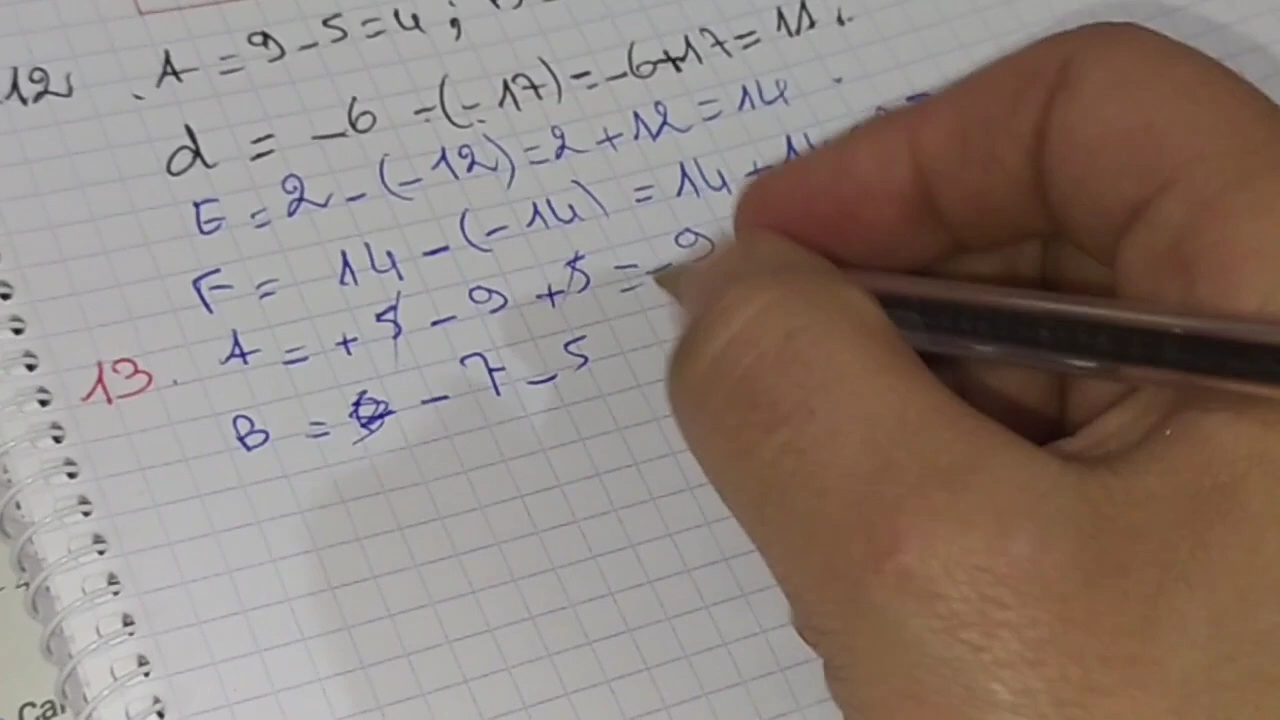 12. A = 9 - 5 = 4 ;
d = -6 - (-17) = -6 + 17 = 11.
E = 2 - (-12) = 2 + 12 = 14
F = 14 - (-14) = 14 + 14
13. A = + 5 - 9 + 5 = -9
B = - 7 - 5